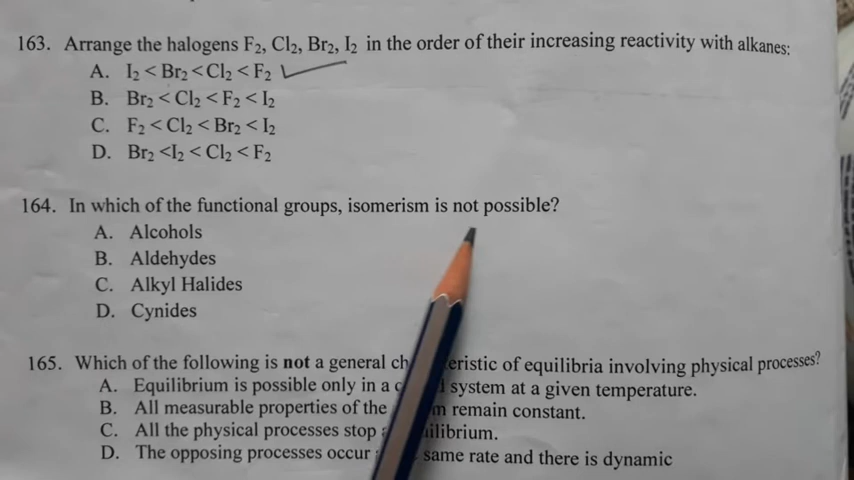 163. Arrange the halogens F₂, Cl₂, Br₂, I₂ in the order of their increasing reactivity with alkanes:
A. I₂ < Br₂ < Cl₂ < F₂
B. Br₂ < Cl₂ < F₂ < I₂
C. F₂ < Cl₂ < Br₂ < I₂
D. Br₂ <I₂ < Cl₂ < F₂
164. In which of the functional groups, isomerism is not possible?
A. Alcohols
B. Aldehydes
C. Alkyl Halides
D. Cynides
165. Which of the following is not a general ch eristic of equilibria involving physical processes?
A. Equilibrium is possible only in a system at a given temperature.
B. All measurable properties of the remain constant.
C. All the physical processes stop ilibrium.
D. The opposing processes occur same rate and there is dynamic